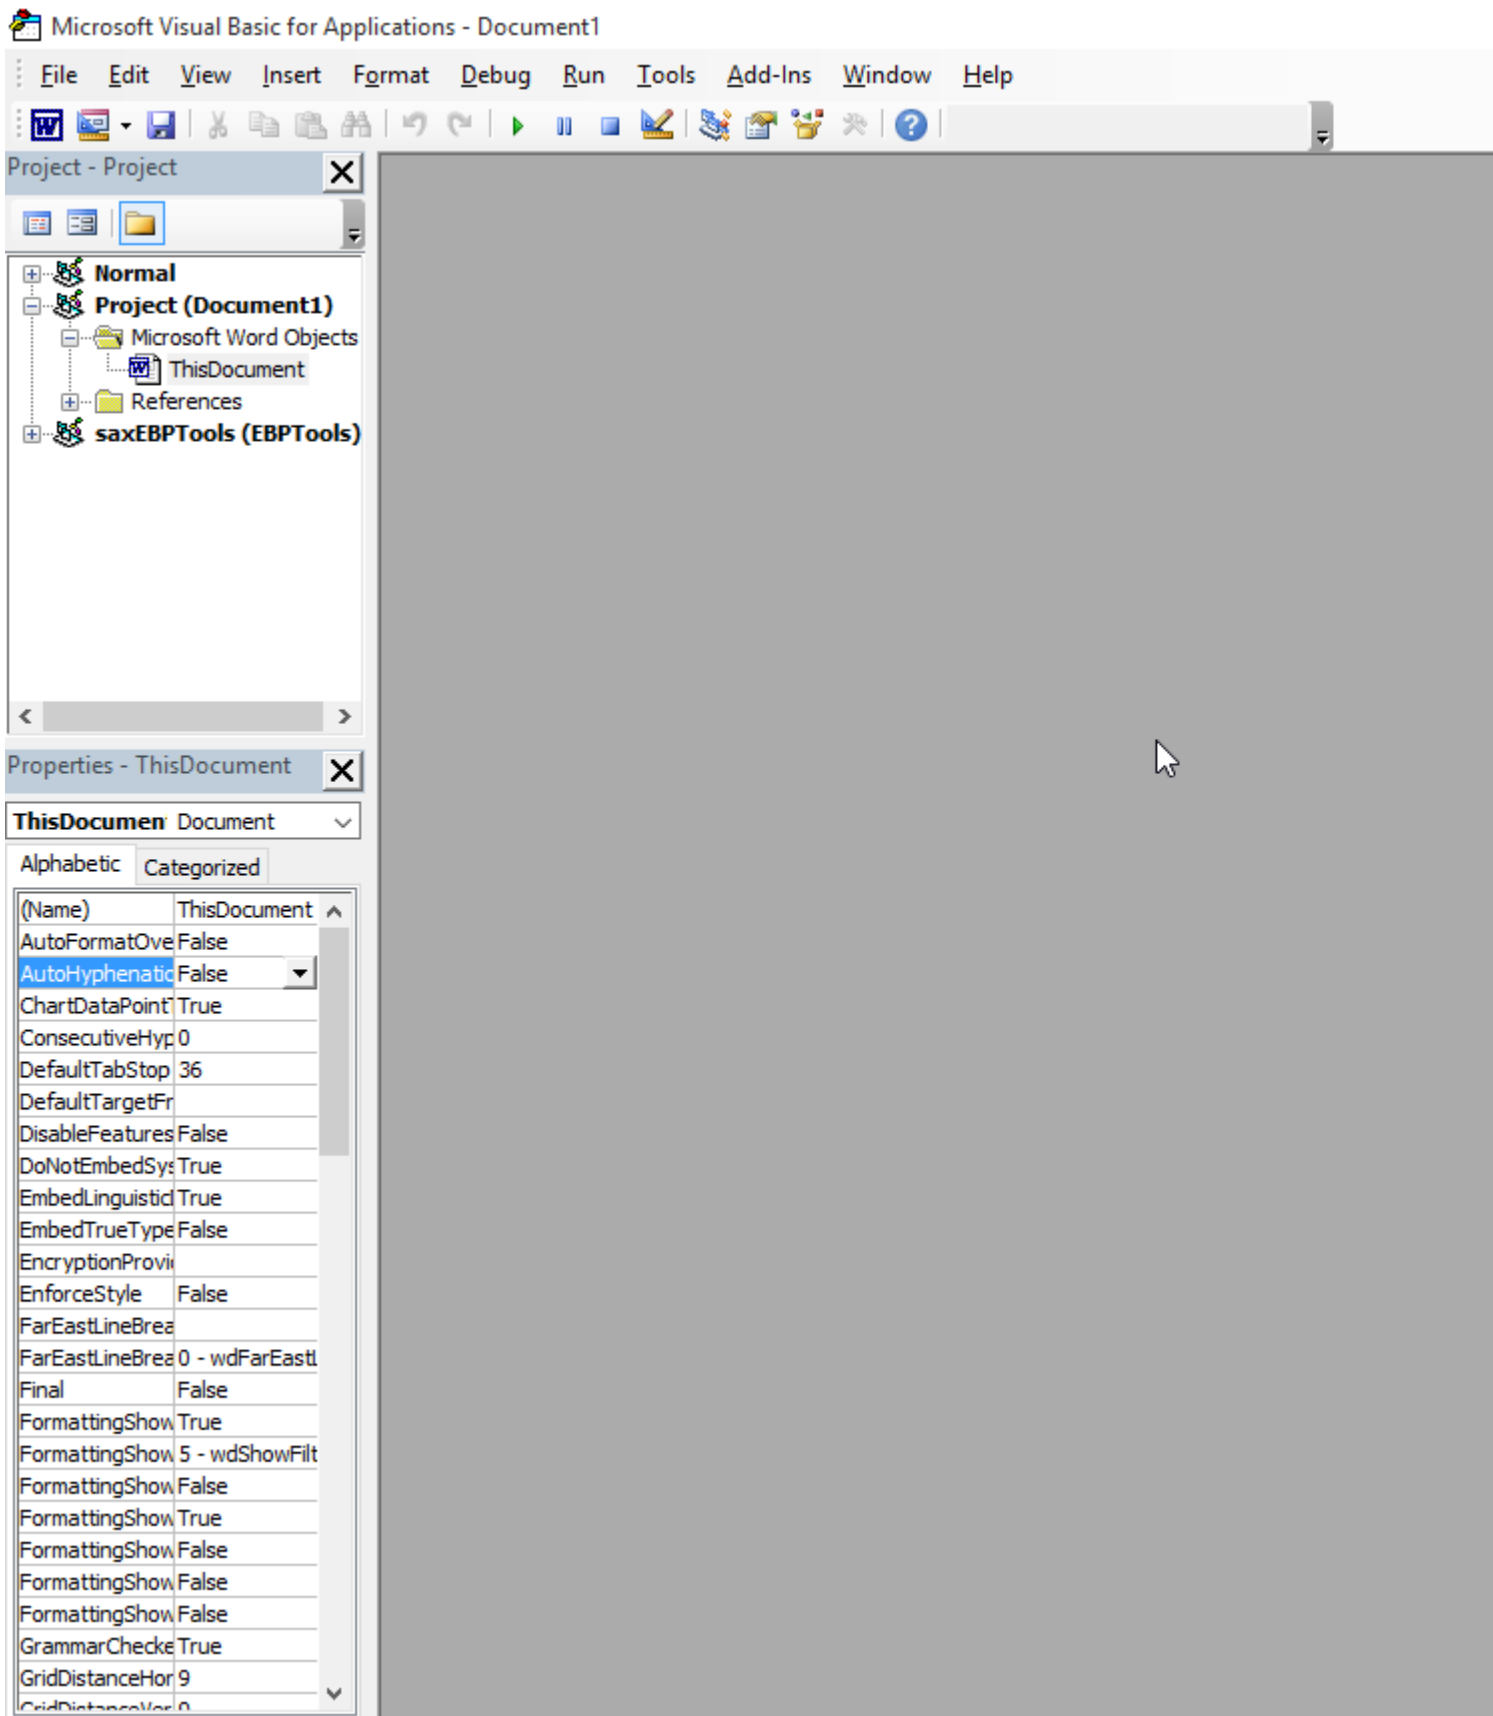 Microsoft Visual Basic for Applications - Document1
File Edit View Insert Format Debug Run Tools Add-Ins Window Help
Project - Project
Normal
Project (Document1)
Microsoft Word Objects
ThisDocument
References
saxEBPTools (EBPTools)
Properties - ThisDocument
ThisDocumen Document
Alphabetic Categorized
(Name) ThisDocument
AutoFormatOve False
AutoHyphenatic False
ChartDataPointT True
ConsecutiveHyp 0
DefaultTabStop 36
DefaultTargetFr
DisableFeatures False
DoNotEmbedSys True
EmbedLinguisticl True
EmbedTrueType False
EncryptionProvi
EnforceStyle False
FarEastLineBrea
FarEastLineBrea 0 - wdFarEastL
Final False
FormattingShow True
FormattingShow 5 - wdShowFilt
FormattingShow False
FormattingShow True
FormattingShow False
FormattingShow False
FormattingShow False
GrammarChecke True
GridDistanceHor 9
GridDistanceVer 9